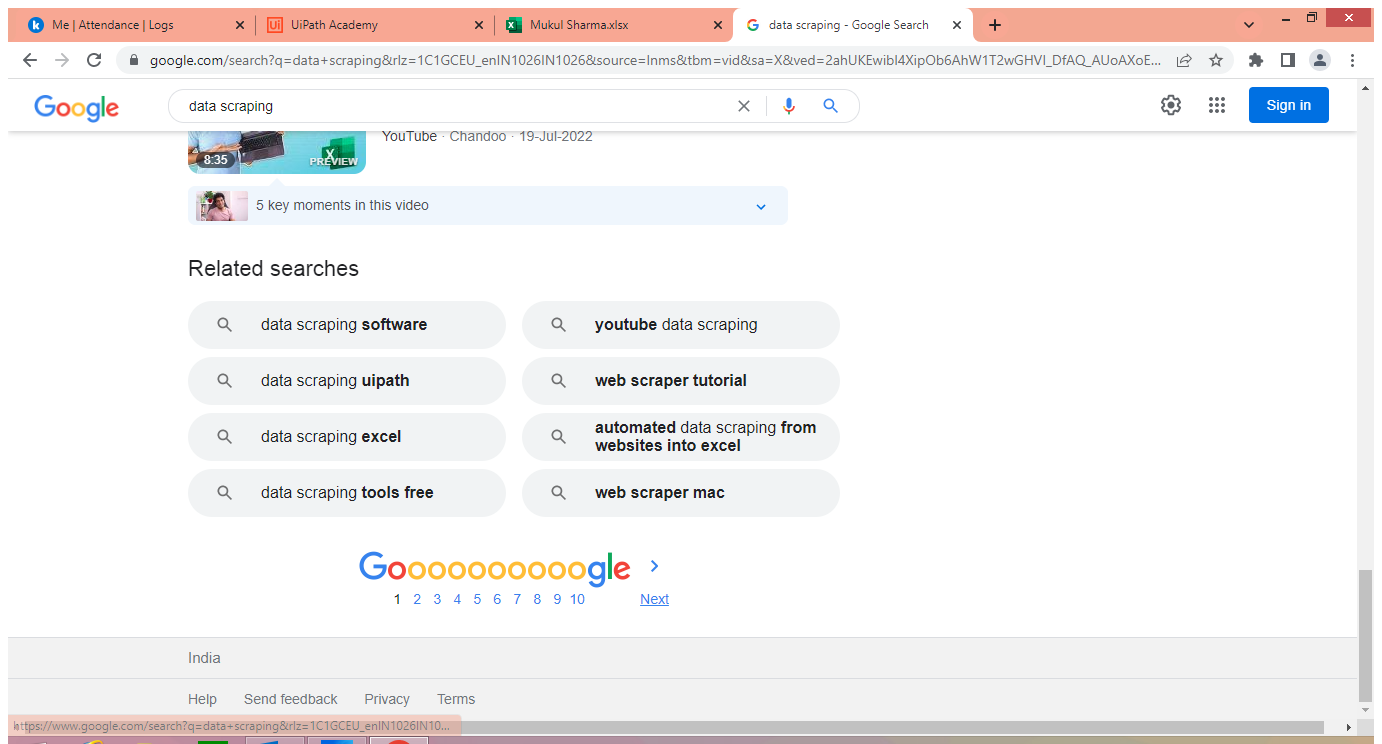 Me | Attendance | Logs
UiPath Academy
Mukul Sharma.xlsx
data scraping - Google Search
google.com/search?q=data+scraping&rlz=1C1GCEU_enIN1026IN1026&source=lnms&tbm=vid&sa=X&ved=2ahUKEwibl4XipOb6AhW1T2wGHVI_DfAQ_AUoAXoE...
Google
data scraping
Sign in
8:35
PREVIEW
YouTube · Chandoo · 19-Jul-2022
5 key moments in this video
Related searches
data scraping software
youtube data scraping
data scraping uipath
web scraper tutorial
data scraping excel
automated data scraping from
websites into excel
data scraping tools free
web scraper mac
Goooooooooogle
1 2 3 4 5 6 7 8 9 10 Next
India
Help Send feedback Privacy Terms
https://www.google.com/search?q=data+scraping&rlz=1C1GCEU_enIN1026IN10...